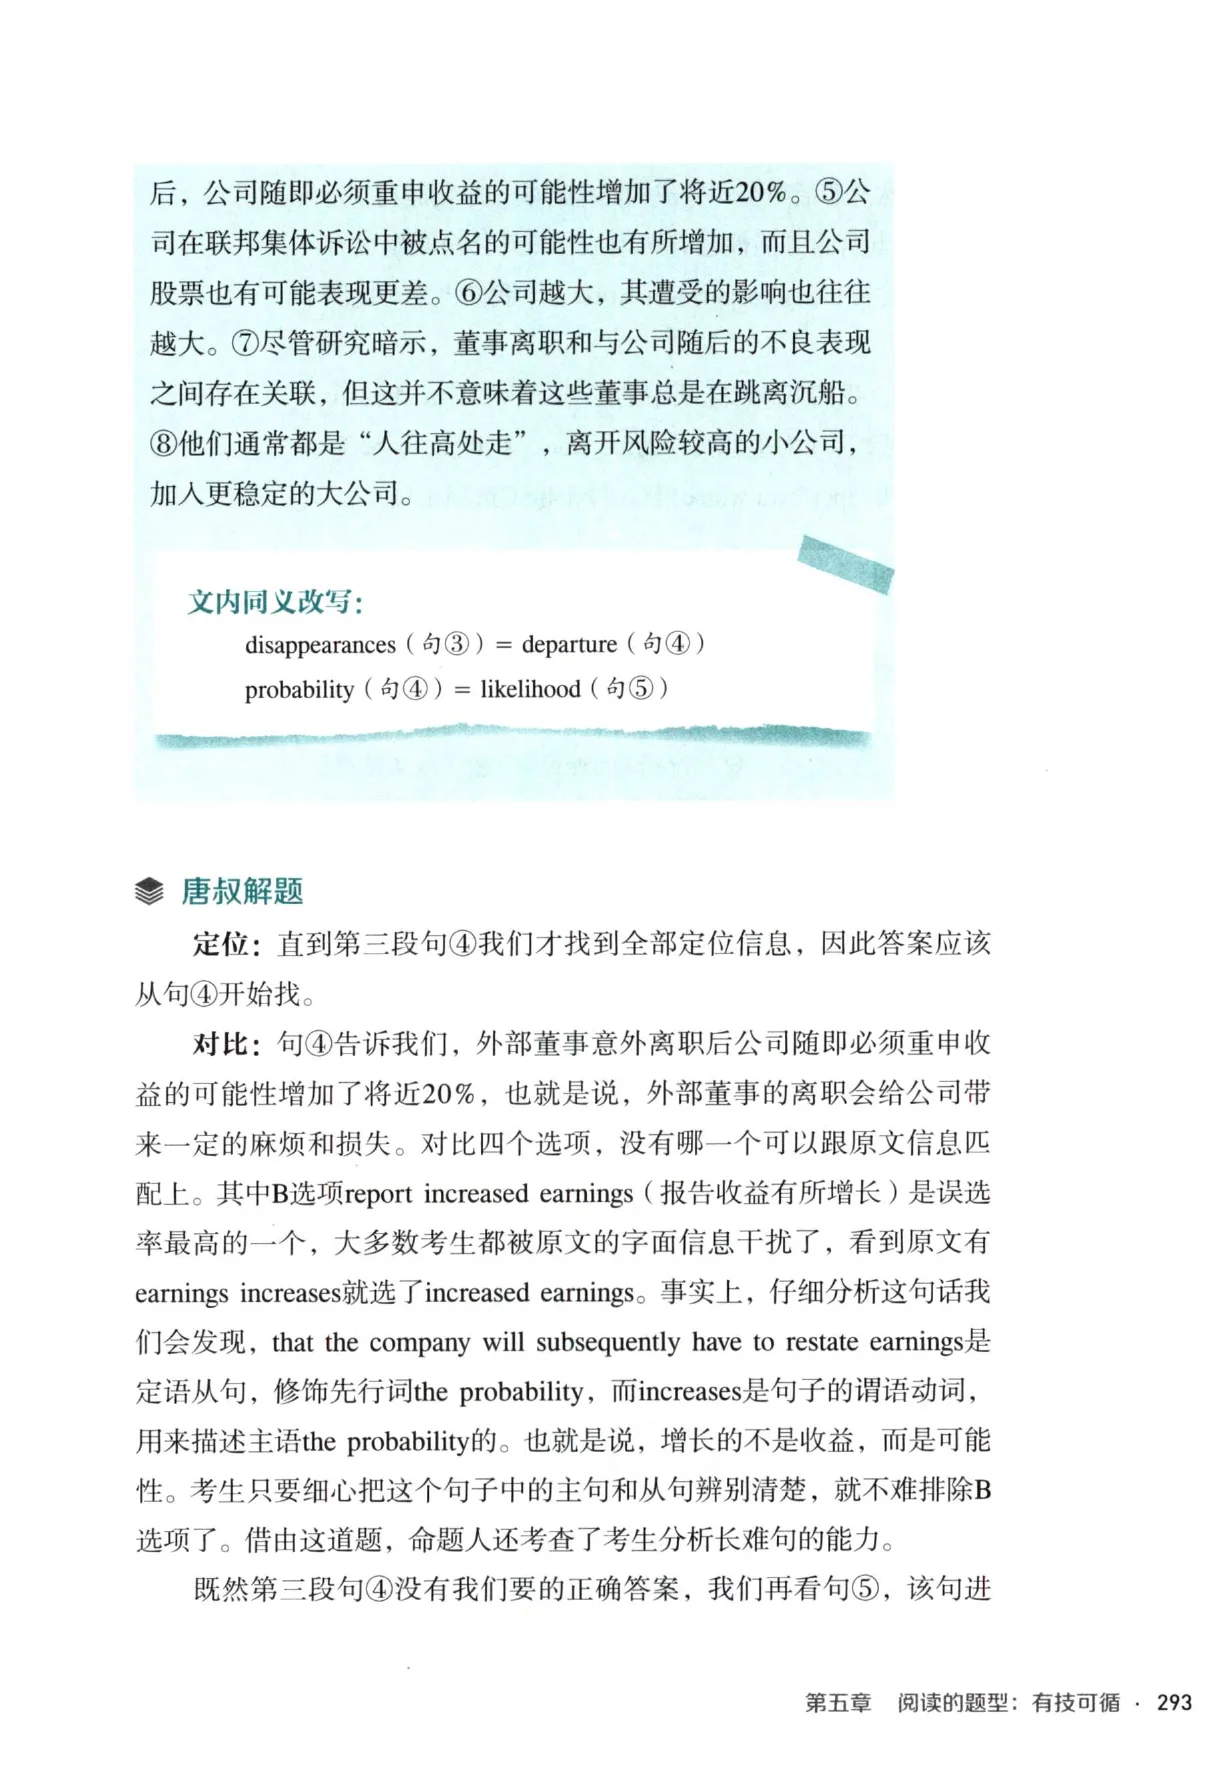 后，公司随即必须重申收益的可能性增加了将近20%。⑤公
司在联邦集体诉讼中被点名的可能性也有所增加，而且公司
股票也有可能表现更差。⑥公司越大，其遭受的影响也往往
越大。⑦尽管研究暗示，董事离职和与公司随后的不良表现
之间存在关联，但这并不意味着这些董事总是在跳离沉船。
⑧他们通常都是“人往高处走”，离开风险较高的小公司，
加入更稳定的大公司。
文内同义改写：
disappearances（句③）= departure（句④）
probability（句④）= likelihood（句⑤）
唐叔解题
定位：直到第三段句④我们才找到全部定位信息，因此答案应该
从句④开始找。
对比：句④告诉我们，外部董事意外离职后公司随即必须重申收
益的可能性增加了将近20%，也就是说，外部董事的离职会给公司带
来一定的麻烦和损失。对比四个选项，没有哪一个可以跟原文信息匹
配上。其中B选项report increased earnings（报告收益有所增长）是误选
率最高的一个，大多数考生都被原文的字面信息干扰了，看到原文有
earnings increases就选了increased earnings。事实上，仔细分析这句话我
们会发现，that the company will subsequently have to restate earnings是
定语从句，修饰先行词the probability，而increases是句子的谓语动词，
用来描述主语the probability的。也就是说，增长的不是收益，而是可能
性。考生只要细心把这个句子中的主句和从句辨别清楚，就不难排除B
选项了。借由这道题，命题人还考查了考生分析长难句的能力。
既然第三段句④没有我们要的正确答案，我们再看句⑤，该句进
第五章 阅读的题型：有技可循 · 293